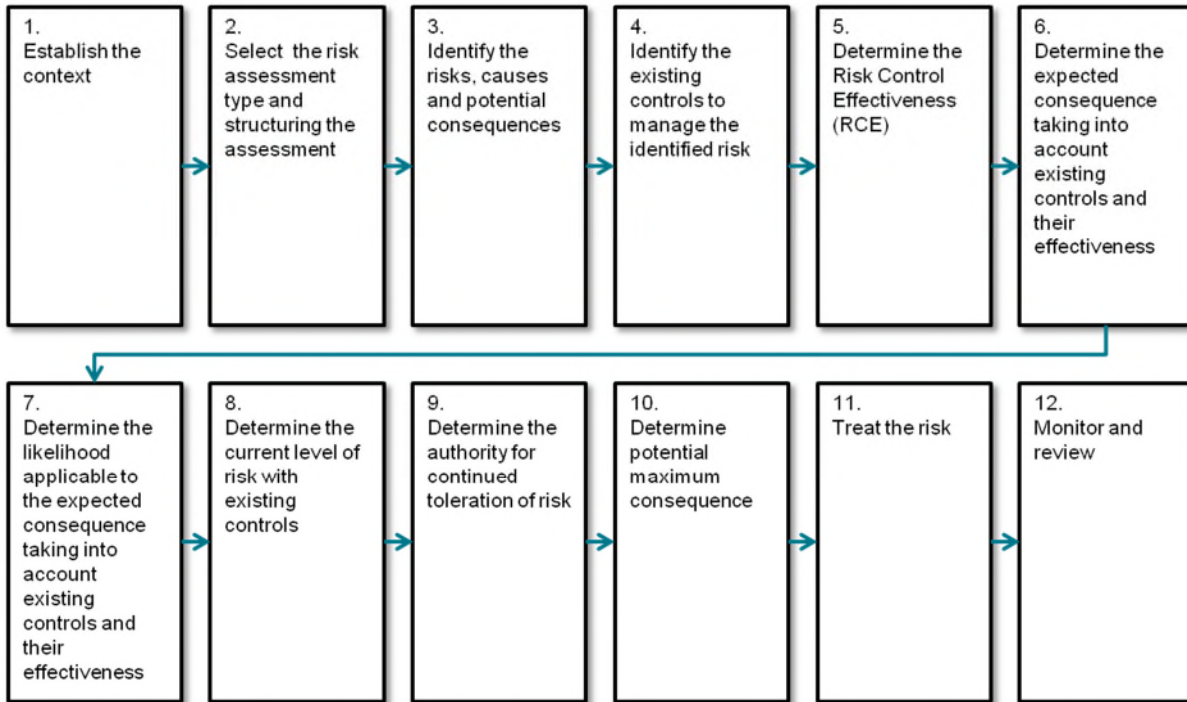 1.
Establish the
context
2.
Select the risk
assessment
type and
structuring the
assessment
3.
Identify the
risks, causes
and potential
consequences
4.
Identify the
existing
controls to
manage the
identified risk
5.
Determine the
Risk Control
Effectiveness
(RCE)
6.
Determine the
expected
consequence
taking into
account
existing
controls and
their
effectiveness
7.
Determine the
likelihood
applicable to
the expected
consequence
taking into
account
existing
controls and
their
effectiveness
8.
Determine the
current level of
risk with
existing
controls
9.
Determine the
authority for
continued
toleration of risk
10.
Determine
potential
maximum
consequence
11.
Treat the risk
12.
Monitor and
review